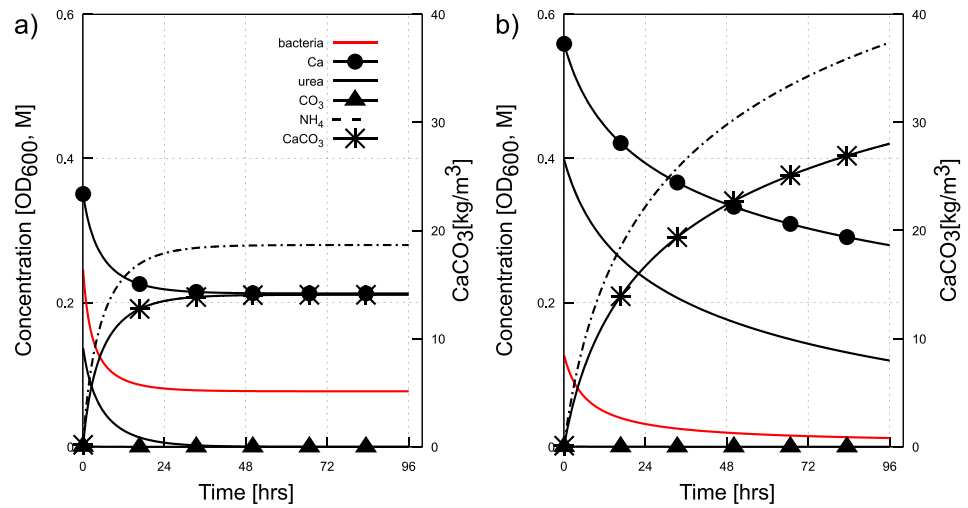 a)
0.6
0.4
0.2
0
Concentration [OD600, M]
bacteria
Ca
urea
CO3
NH4
CaCO3
40
30
20
10
0
CaCO3[kg/m3]
0 24 48 72 96
Time [hrs]
b)
0.6
0.4
0.2
0
Concentration [OD600, M]
40
30
20
10
0
CaCO3[kg/m3]
0 24 48 72 96
Time [hrs]